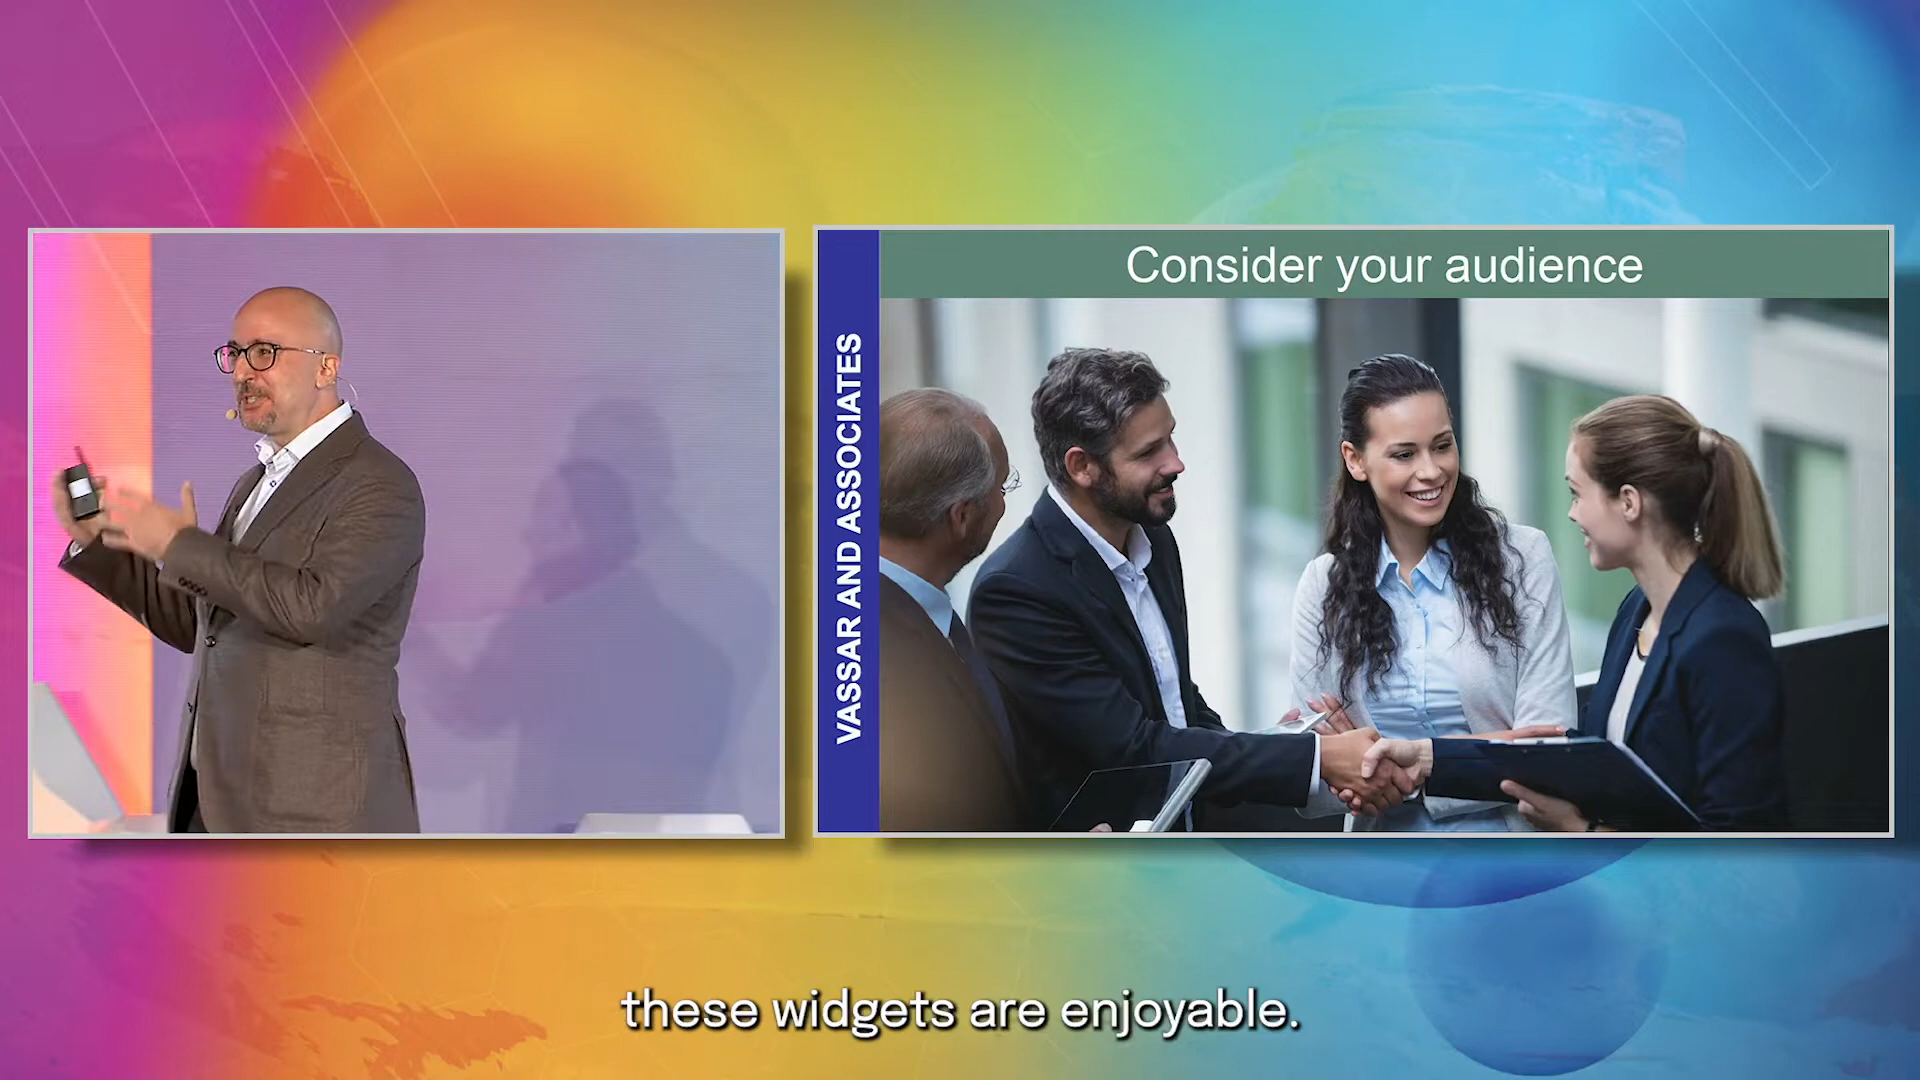 Consider your audience
VASSAR AND ASSOCIATES
these widgets are enjoyable.